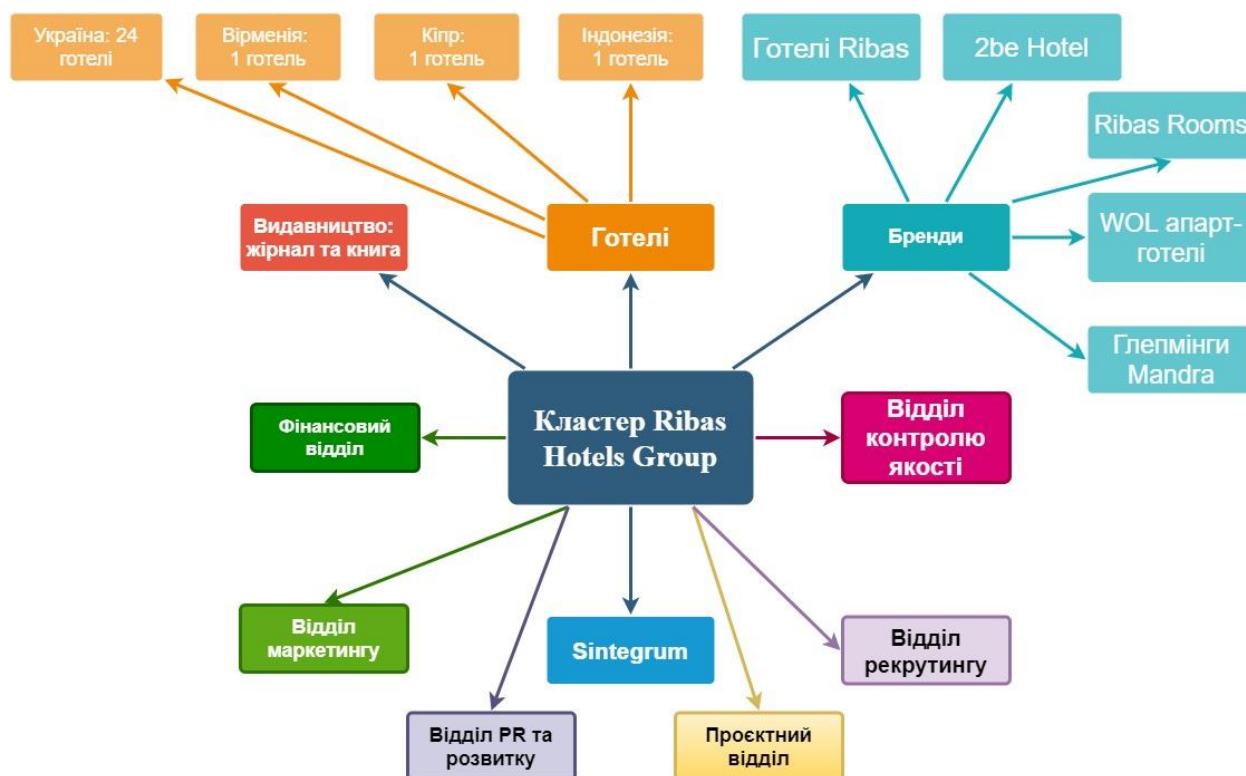 Україна: 24
готелі
Вірменія:
1 готель
Кіпр:
1 готель
Індонезія:
1 готель
Готелі Ribas
2be Hotel
Ribas Rooms
Видавництво:
жірнал та книга
Готелі
Бренди
WOL апарт-
готелі
Глепмінги
Mandra
Фінансовий
відділ
Кластер Ribas
Hotels Group
Відділ
контролю
якості
Відділ
маркетингу
Sintegrum
Відділ
рекрутингу
Відділ PR та
розвитку
Проєктний
відділ